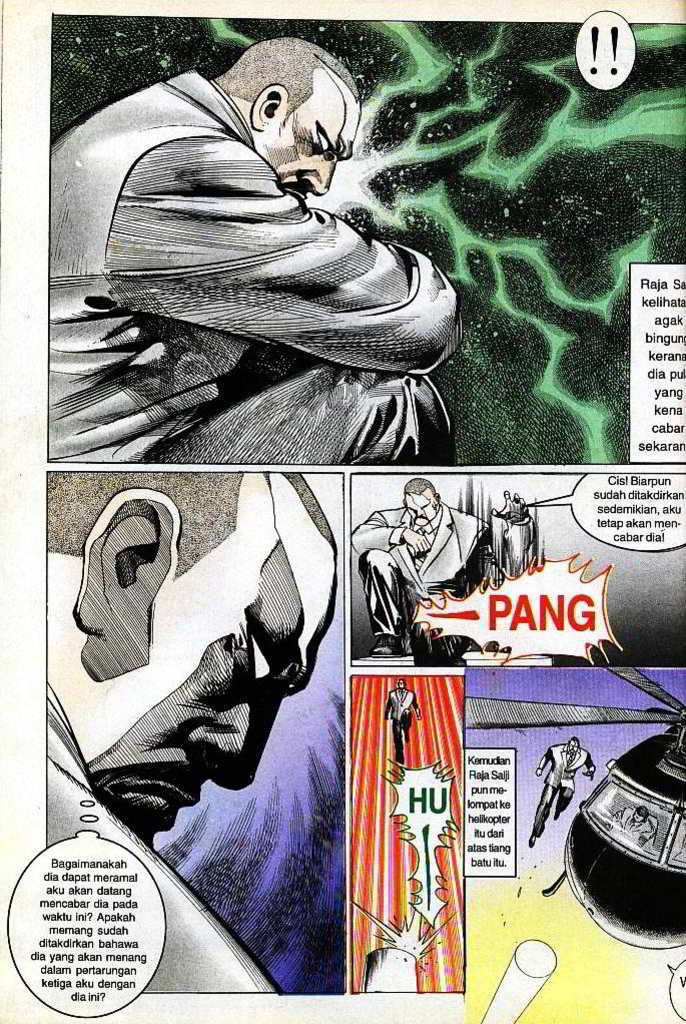 !!
Raja Sa
kelihata
agak
bingung
kerana
dia pul
yang
kena
cabar
sekaran
Bagaimanakah
dia dapat meramal
aku akan datang
mencabar dia pada
waktu ini? Apakah
memang sudah
ditakdirkan bahawa
dia yang akan menang
dalam pertarungan
ketiga aku dengan
dia ini?
Cis! Biarpun
sudah ditakdirkan
sedemikian, aku
tetap akan men-
cabar dia!
PANG
HU
Kemudian
Raja Salji
pun me-
lompat ke
helikopter
itu dari
atas tiang
batu itu.